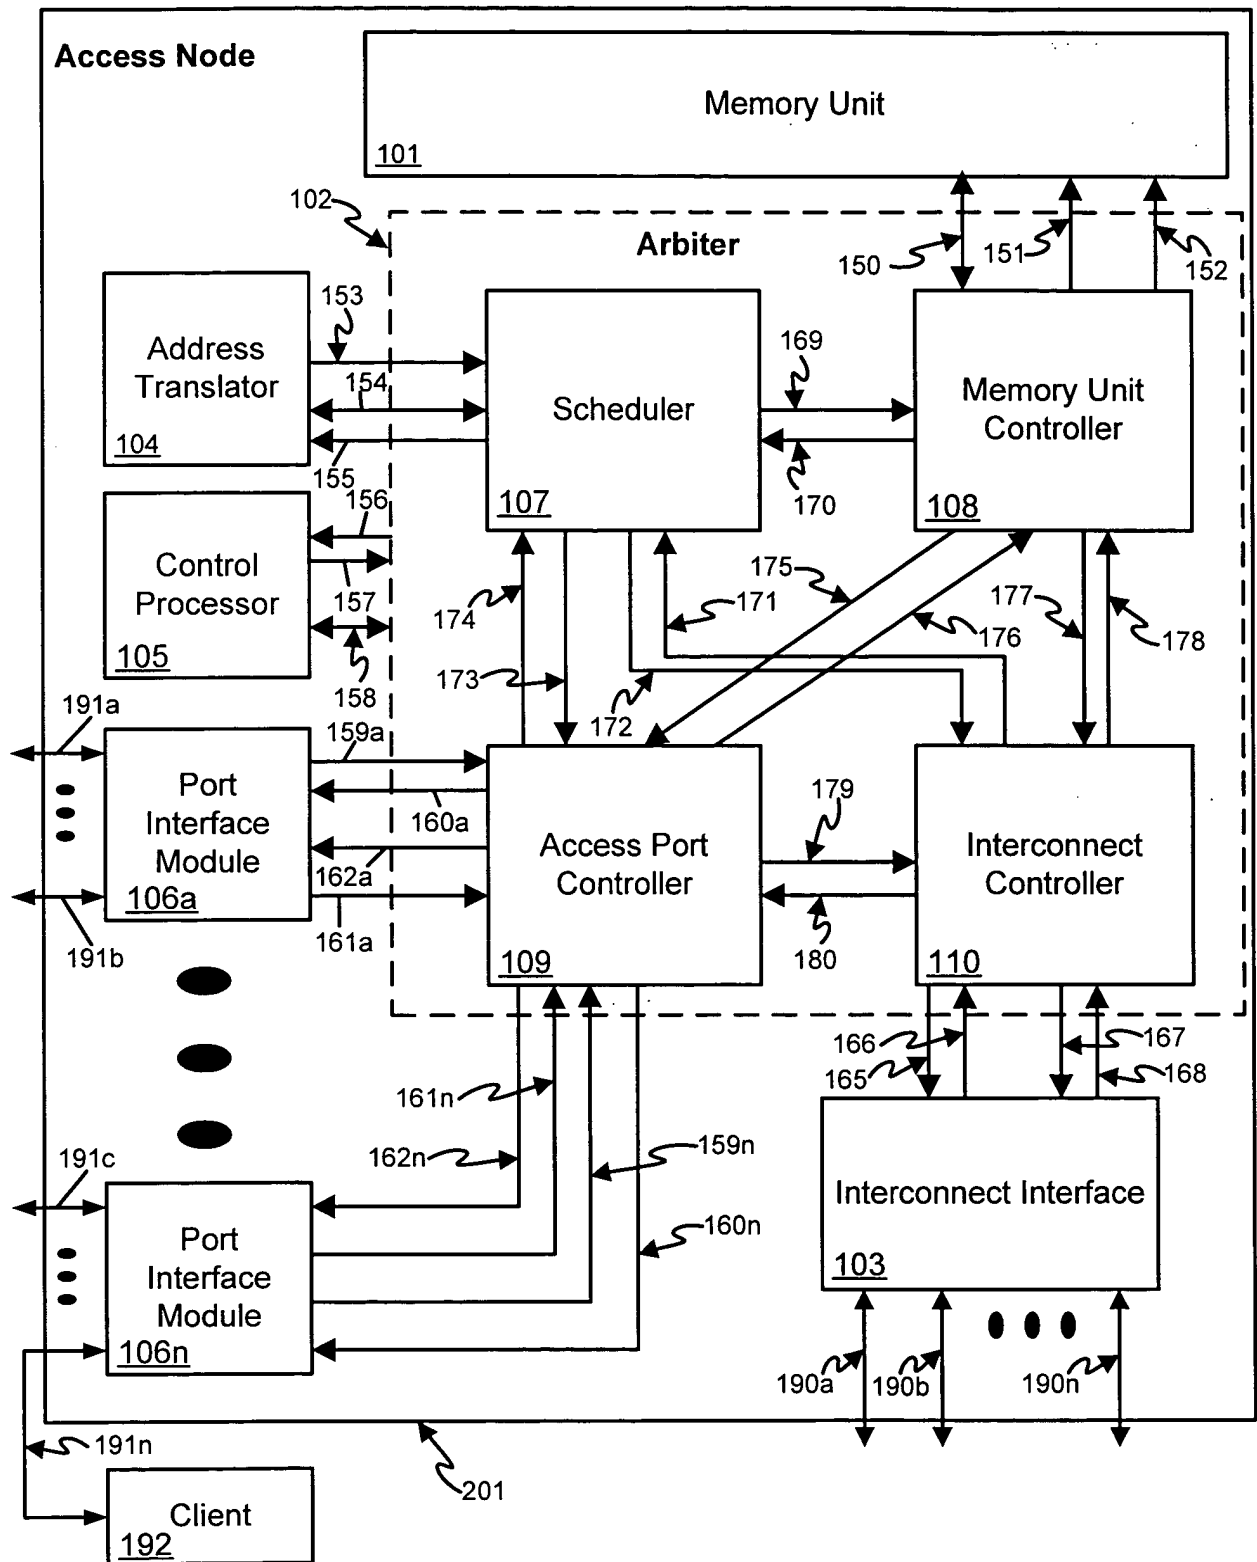 Access Node
Memory Unit
101
102
Arbiter
150
151
152
153
Address
Translator
154
104
155
Scheduler
107
169
170
Memory Unit
Controller
108
156
Control
Processor
157
105
158
174
173
175
171
172
176
177
178
191a
159a
Port
Interface
Module
160a
162a
106a
161a
191b
Access Port
Controller
109
179
180
Interconnect
Controller
110
166
165
167
168
161n
162n
159n
160n
191c
Port
Interface
Module
106n
Interconnect Interface
103
190a
190b
190n
191n
201
Client
192